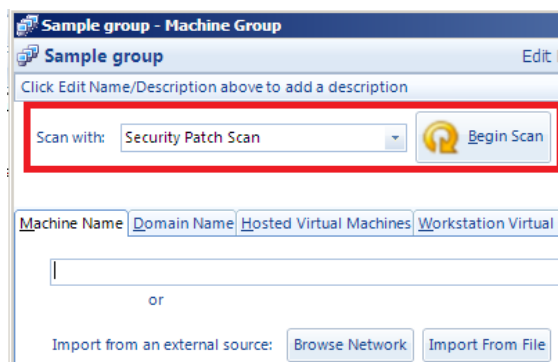 Sample group - Machine Group
Sample group Edit
Click Edit Name/Description above to add a description
Scan with: Security Patch Scan Begin Scan
Machine Name Domain Name Hosted Virtual Machines Workstation Virtual
or
Import from an external source: Browse Network Import From File